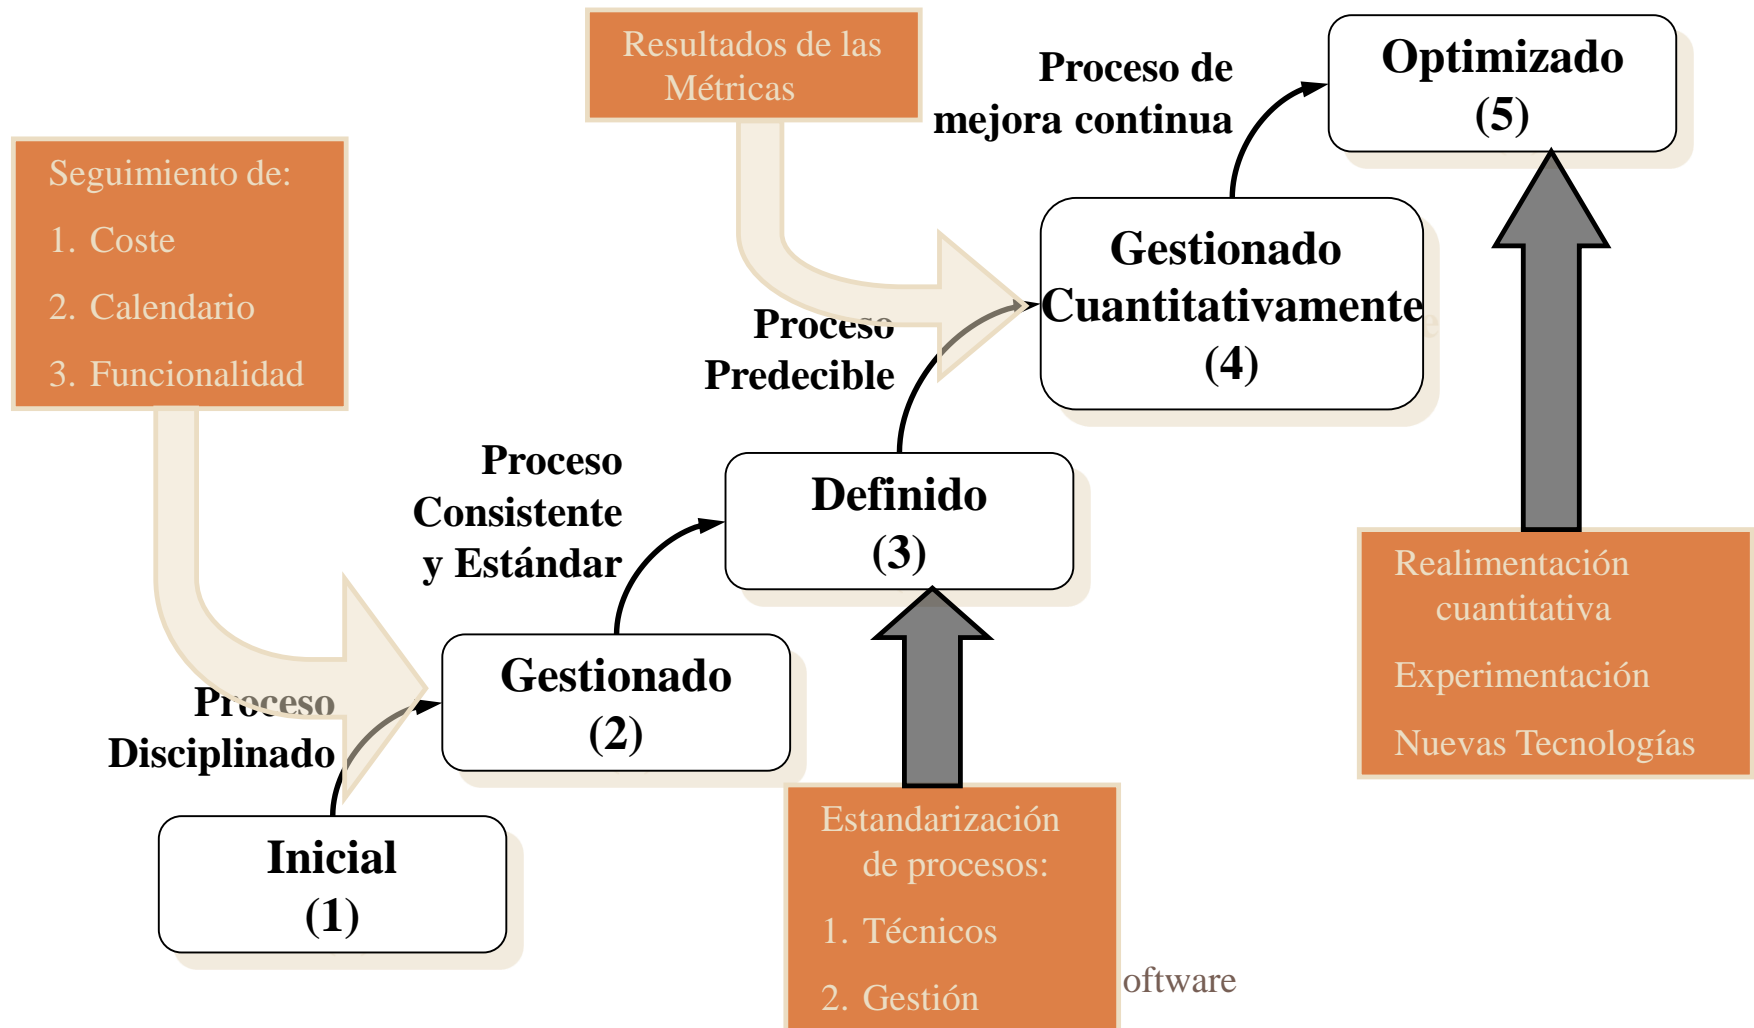 Resultados de las
Métricas
Proceso de
mejora continua
Optimizado
(5)
Seguimiento de:
1. Coste
2. Calendario
3. Funcionalidad
Gestionado
Cuantitativamente
(4)
Proceso
Predecible
Proceso
Consistente
y Estándar
Definido
(3)
Realimentación
cuantitativa
Experimentación
Nuevas Tecnologías
Gestionado
(2)
Proceso
Disciplinado
Inicial
(1)
Estandarización
de procesos:
1. Técnicos
2. Gestión
oftware